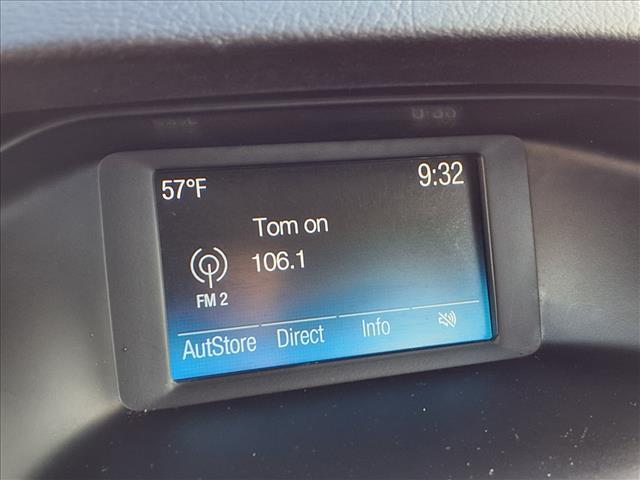 57°F 9:32
Tom on
106.1
FM 2
AutStore Direct Info